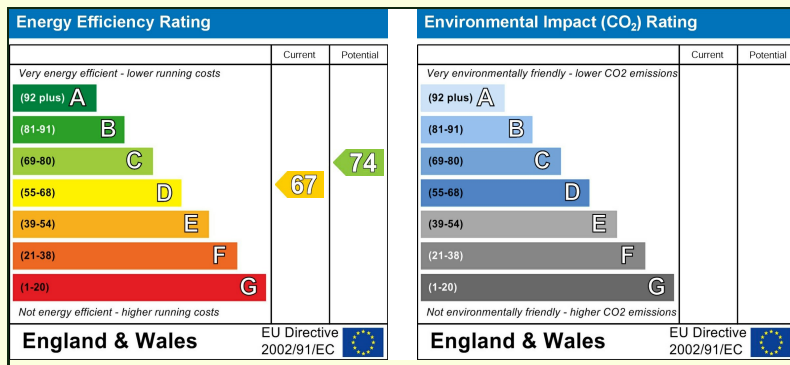 Energy Efficiency Rating
Current Potential
Very energy efficient - lower running costs
(92 plus) A
(81-91) B
(69-80) C
74
(55-68) D
67
(39-54) E
(21-38) F
(1-20) G
Not energy efficient - higher running costs
England & Wales
EU Directive
2002/91/EC
Environmental Impact (CO₂) Rating
Current Potential
Very environmentally friendly - lower CO2 emissions
(92 plus) A
(81-91) B
(69-80) C
(55-68) D
(39-54) E
(21-38) F
(1-20) G
Not environmentally friendly - higher CO2 emissions
England & Wales
EU Directive
2002/91/EC